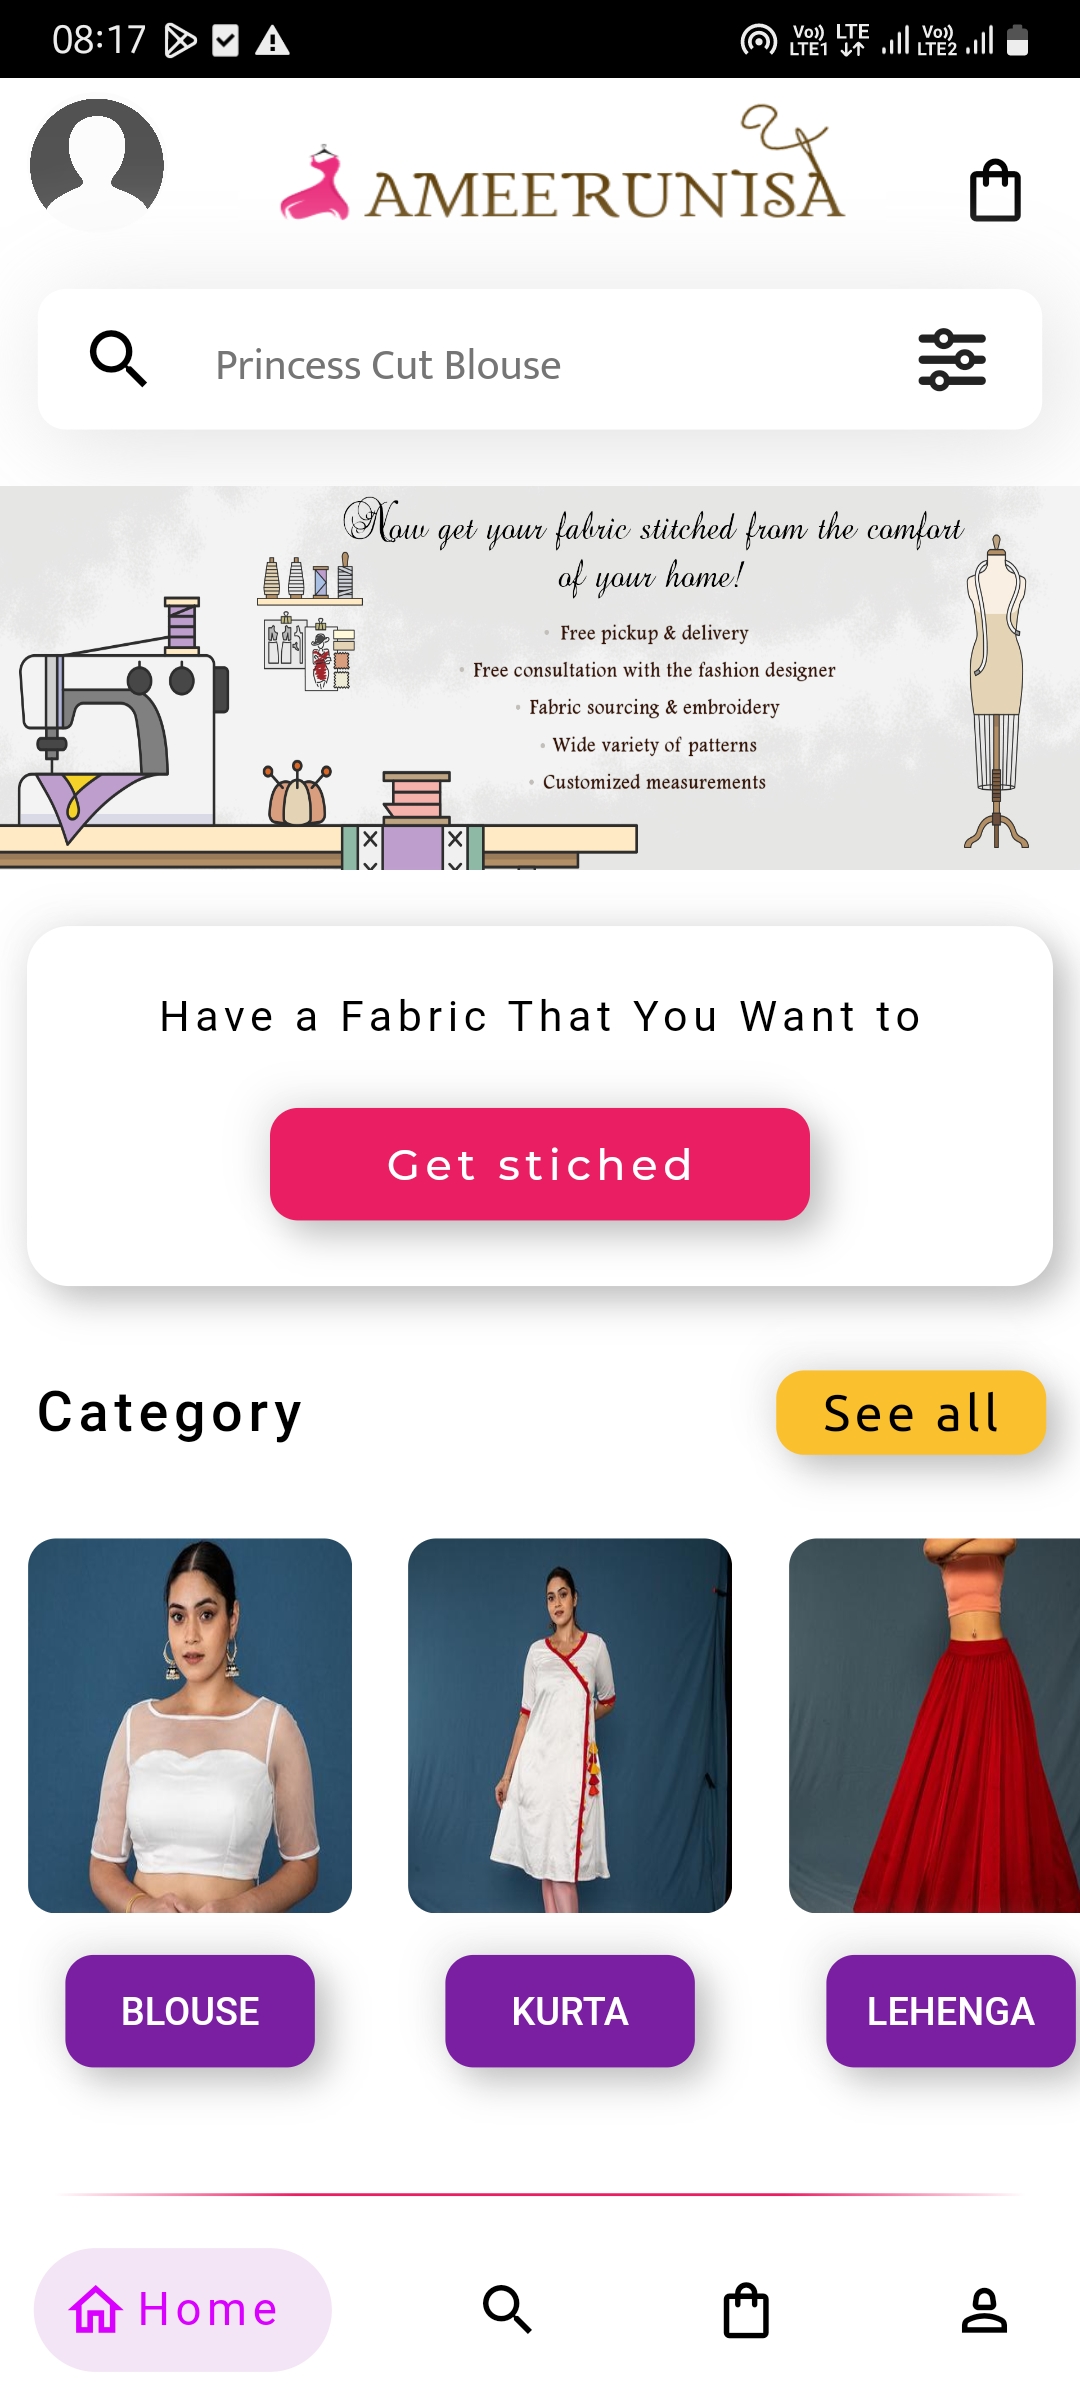 08:17
Vo)) LTE1 LTE Vo)) LTE2
AMEERUNISA
Princess Cut Blouse
Now get your fabric stitched from the comfort
of your home!
• Free pickup & delivery
• Free consultation with the fashion designer
• Fabric sourcing & embroidery
• Wide variety of patterns
• Customized measurements
Have a Fabric That You Want to
Get stiched
Category
See all
BLOUSE KURTA LEHENGA
Home